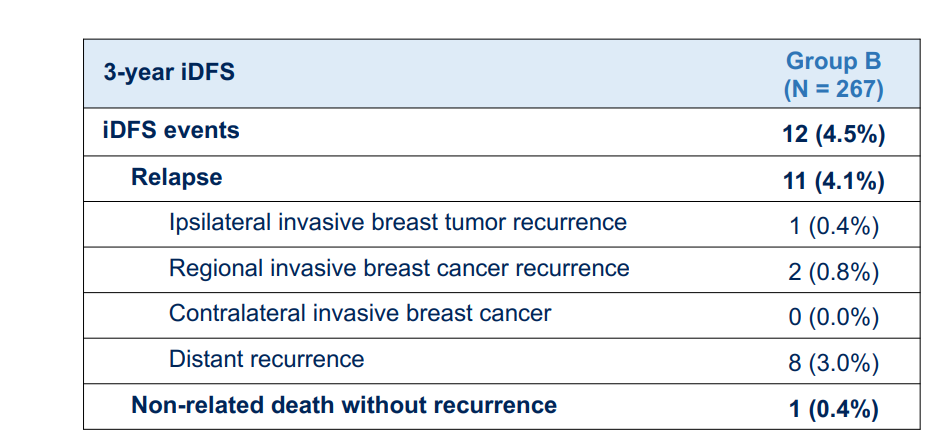 3-year iDFS
Group B
(N = 267)
iDFS events
12 (4.5%)
Relapse
11 (4.1%)
Ipsilateral invasive breast tumor recurrence
1 (0.4%)
Regional invasive breast cancer recurrence
2 (0.8%)
Contralateral invasive breast cancer
0 (0.0%)
Distant recurrence
8 (3.0%)
Non-related death without recurrence
1 (0.4%)